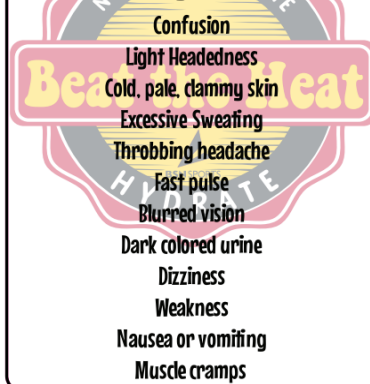 Confusion
Light Headedness
Beat the Heat
Cold, pale, clammy skin
Excessive Sweating
Throbbing headache
Fast pulse
HYDRATE
Blurred vision
Dark colored urine
Dizziness
Weakness
Nausea or vomiting
Muscle cramps